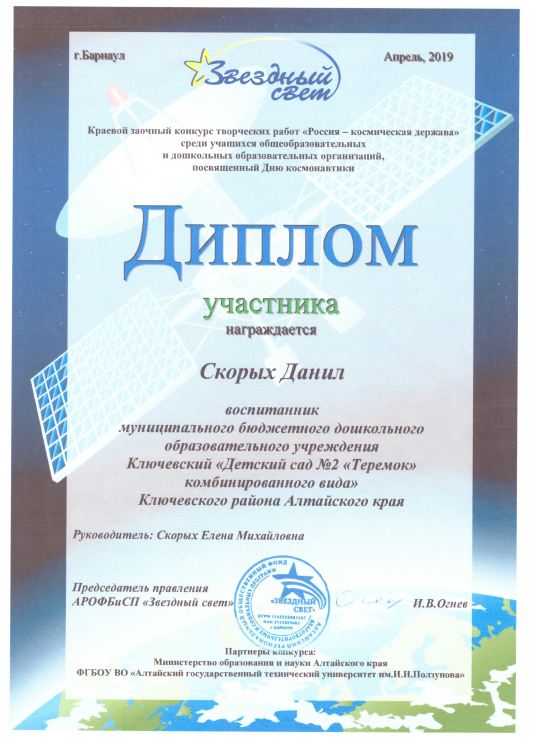 г.Барнаул
Апрель, 2019
Звездный
свет
Краевой заочный конкурс творческих работ «Россия – космическая держава»
среди учащихся общеобразовательных
и дошкольных образовательных организаций,
посвященный Дню космонавтики
Диплом
участника
награждается
Скорых Данил
воспитанник
муниципального бюджетного дошкольного
образовательного учреждения
Ключевский «Детский сад №2 «Теремок»
комбинированного вида»
Ключевского района Алтайского края
Руководитель: Скорых Елена Михайловна
Председатель правления
АРОФБиСП «Звездный свет»
«ЗВЕЗДНЫЙ
СВЕТ»
И.В.Огнев
Партнеры конкурса:
Министерство образования и науки Алтайского края
ФГБОУ ВО «Алтайский государственный технический университет им.И.И.Ползунова»